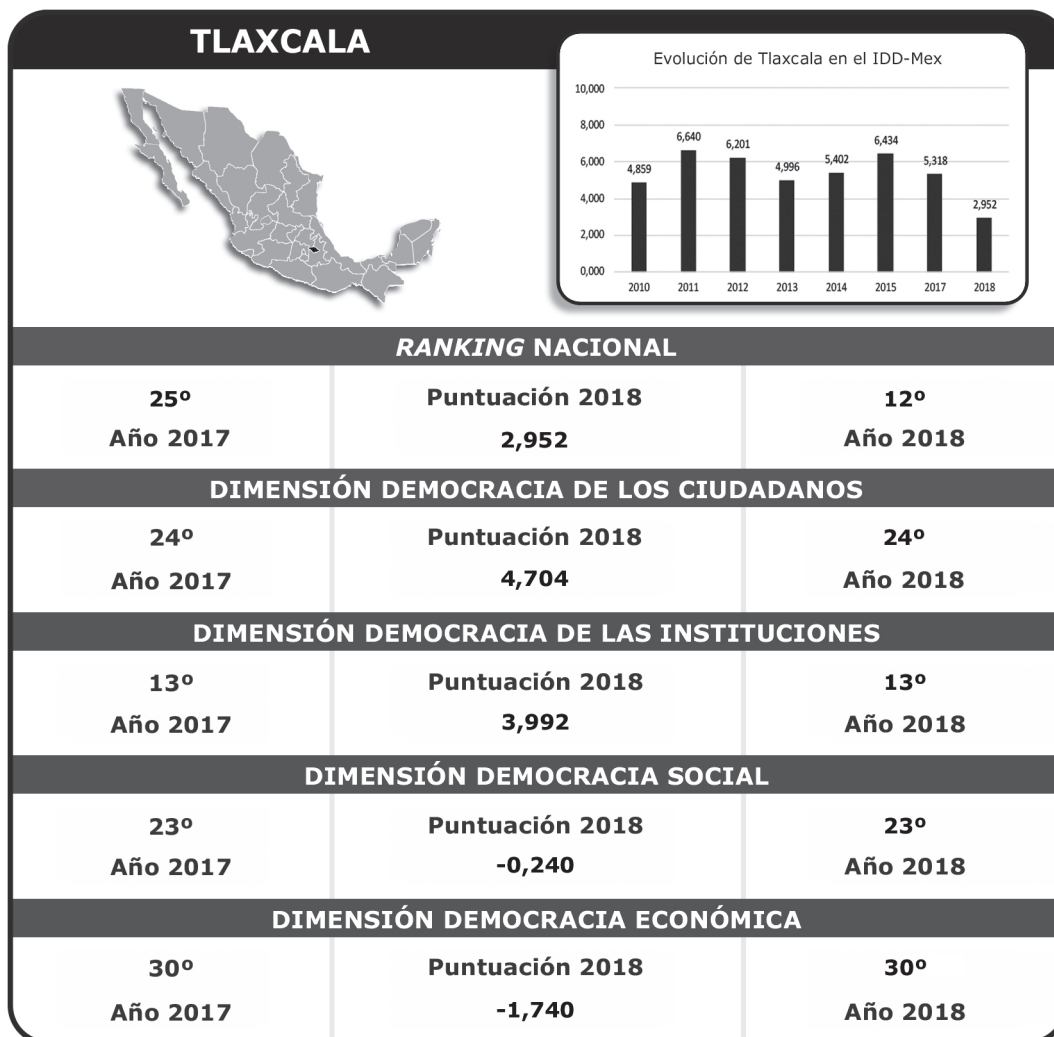 TLAXCALA
Evolución de Tlaxcala en el IDD-Mex
10,000
8,000
6,000
4,000
2,000
0,000
4,859
6,640
6,201
4,996
5,402
6,434
5,318
2,952
2010 2011 2012 2013 2014 2015 2017 2018
RANKING NACIONAL
25º Puntuación 2018 12º
Año 2017 2,952 Año 2018
DIMENSIÓN DEMOCRACIA DE LOS CIUDADANOS
24º Puntuación 2018 24º
Año 2017 4,704 Año 2018
DIMENSIÓN DEMOCRACIA DE LAS INSTITUCIONES
13º Puntuación 2018 13º
Año 2017 3,992 Año 2018
DIMENSIÓN DEMOCRACIA SOCIAL
23º Puntuación 2018 23º
Año 2017 -0,240 Año 2018
DIMENSIÓN DEMOCRACIA ECONÓMICA
30º Puntuación 2018 30º
Año 2017 -1,740 Año 2018